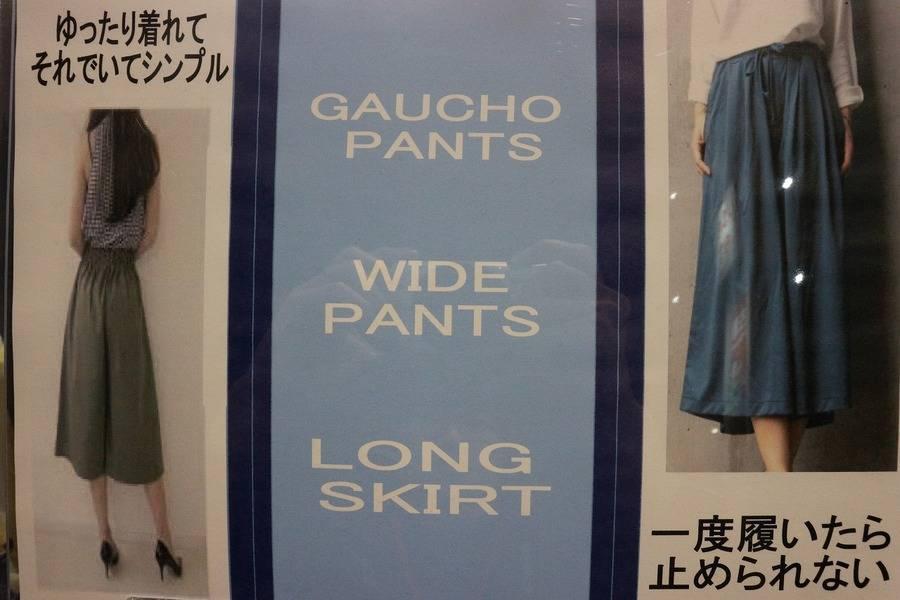 ゆったり着れて
それでいてシンプル
GAUCHO
PANTS
WIDE
PANTS
LONG
SKIRT
一度履いたら
止められない